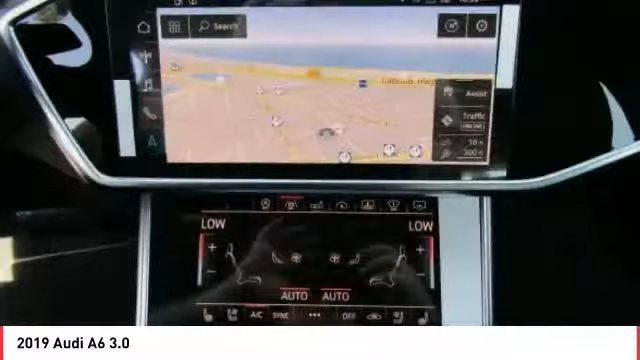 Search
Assist
Traffic
LOW LOW
AUTO AUTO
A/C SYNC OFF
2019 Audi A6 3.0